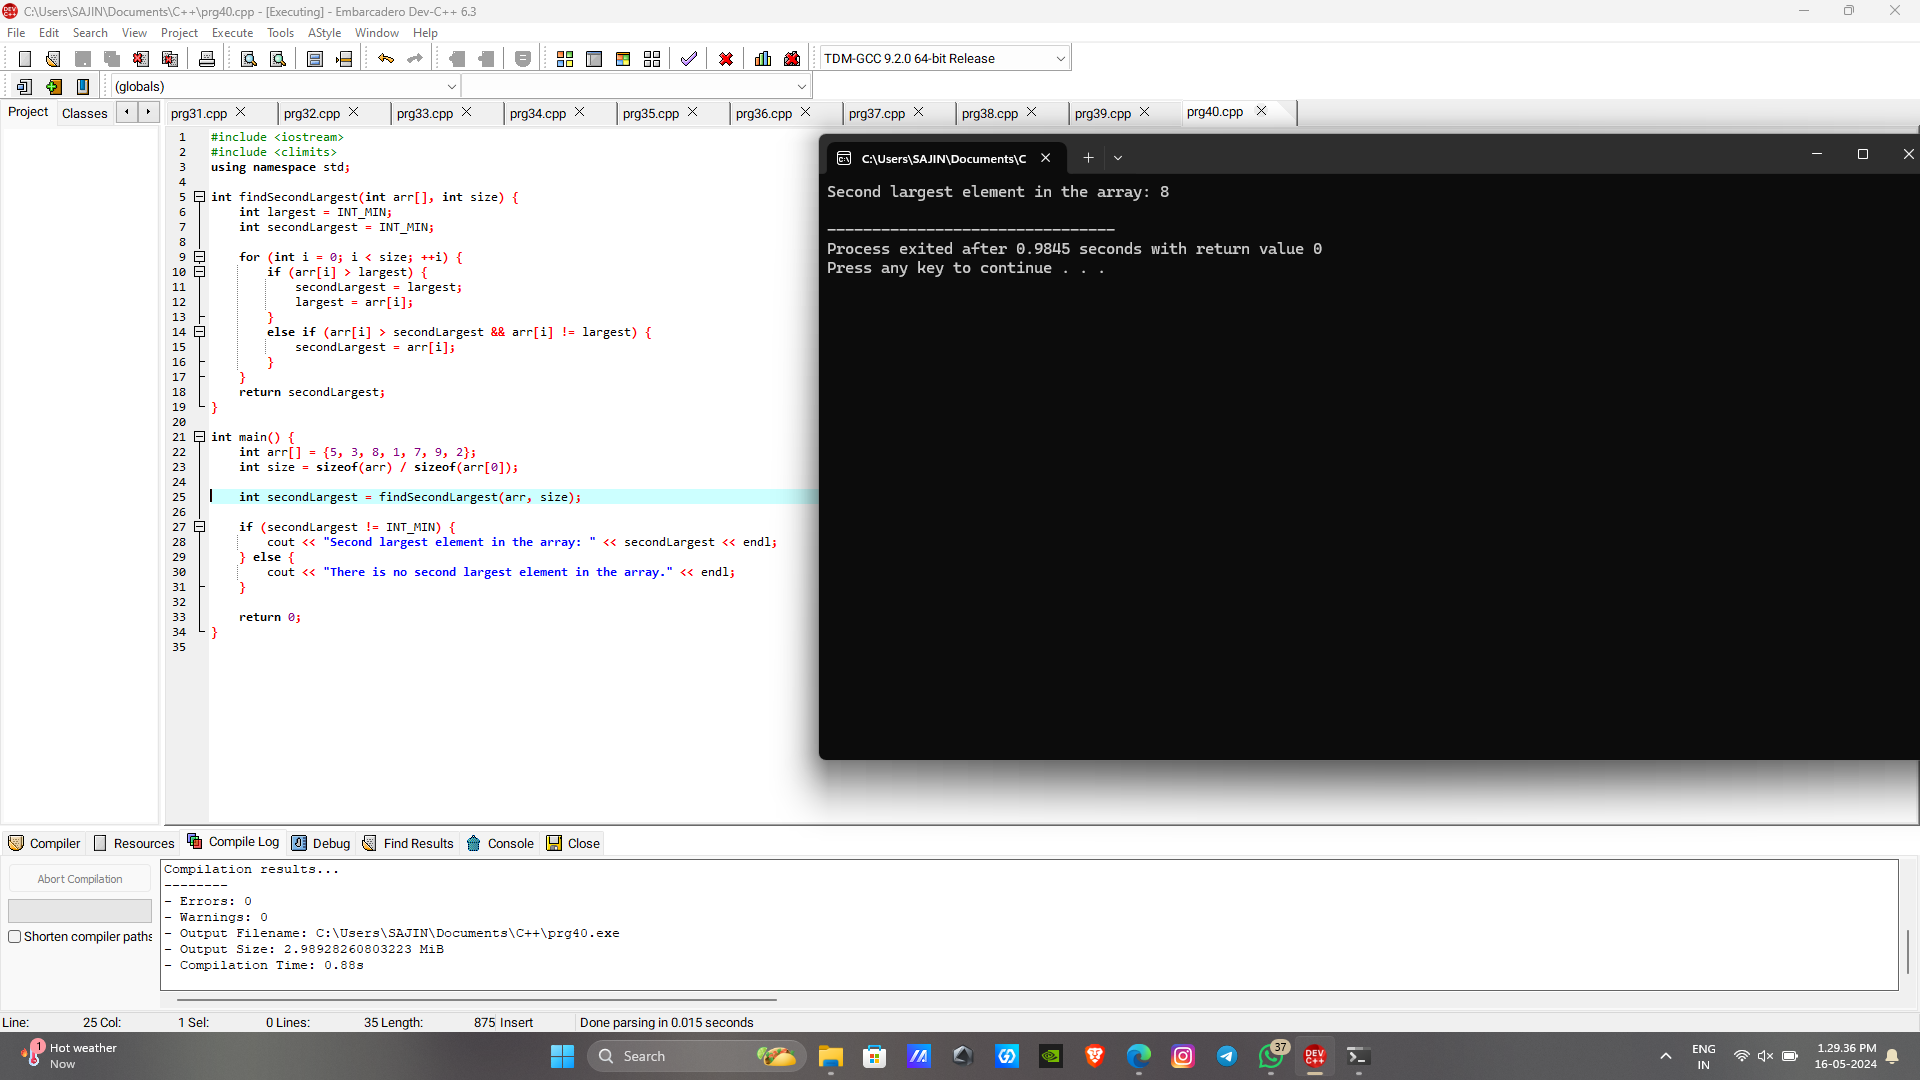 C:\Users\SAJIN\Documents\C++\prg40.cpp - [Executing] - Embarcadero Dev-C++ 6.3
File Edit Search View Project Execute Tools AStyle Window Help
TDM-GCC 9.2.0 64-bit Release
(globals)
Project Classes prg31.cpp prg32.cpp prg33.cpp prg34.cpp prg35.cpp prg36.cpp prg37.cpp prg38.cpp prg39.cpp prg40.cpp
1 #include <iostream>
2 #include <climits>
3 using namespace std;
4
5 int findSecondLargest(int arr[], int size) {
6 int largest = INT_MIN;
7 int secondLargest = INT_MIN;
8
9 for (int i = 0; i < size; ++i) {
10 if (arr[i] > largest) {
11 secondLargest = largest;
12 largest = arr[i];
13 }
14 else if (arr[i] > secondLargest && arr[i] != largest) {
15 secondLargest = arr[i];
16 }
17 }
18 return secondLargest;
19 }
20
21 int main() {
22 int arr[] = {5, 3, 8, 1, 7, 9, 2};
23 int size = sizeof(arr) / sizeof(arr[0]);
24
25 int secondLargest = findSecondLargest(arr, size);
26
27 if (secondLargest != INT_MIN) {
28 cout << "Second largest element in the array: " << secondLargest << endl;
29 } else {
30 cout << "There is no second largest element in the array." << endl;
31 }
32
33 return 0;
34 }
35
C:\Users\SAJIN\Documents\C
Second largest element in the array: 8
--------------------------------
Process exited after 0.9845 seconds with return value 0
Press any key to continue . . .
Compiler Resources Compile Log Debug Find Results Console Close
Abort Compilation
Shorten compiler paths
Compilation results...
--------
- Errors: 0
- Warnings: 0
- Output Filename: C:\Users\SAJIN\Documents\C++\prg40.exe
- Output Size: 2.98928260803223 MiB
- Compilation Time: 0.88s
Line: 25 Col: 1 Sel: 0 Lines: 35 Length: 875 Insert Done parsing in 0.015 seconds
1 Hot weather
Now
Search
37
DEV C++
ENG
IN
1.29.36 PM
16-05-2024